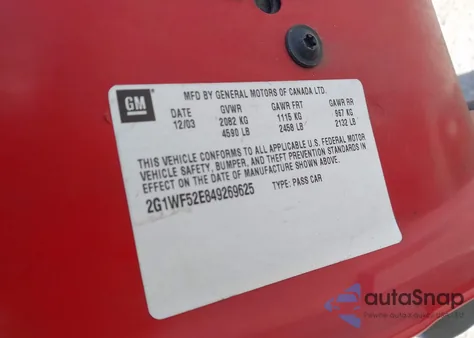 GM
MFD BY GENERAL MOTORS OF CANADA LTD.
DATE GVWR GAWR FRT GAWR RR
12/03 2082 KG 1115 KG 967 KG
4590 LB 2458 LB 2132 LB
THIS VEHICLE CONFORMS TO ALL APPLICABLE U.S. FEDERAL MOTOR
VEHICLE SAFETY, BUMPER, AND THEFT PREVENTION STANDARDS IN
EFFECT ON THE DATE OF MANUFACTURE SHOWN ABOVE.
2G1WF52E849269625 TYPE: PASS CAR
autaSnap